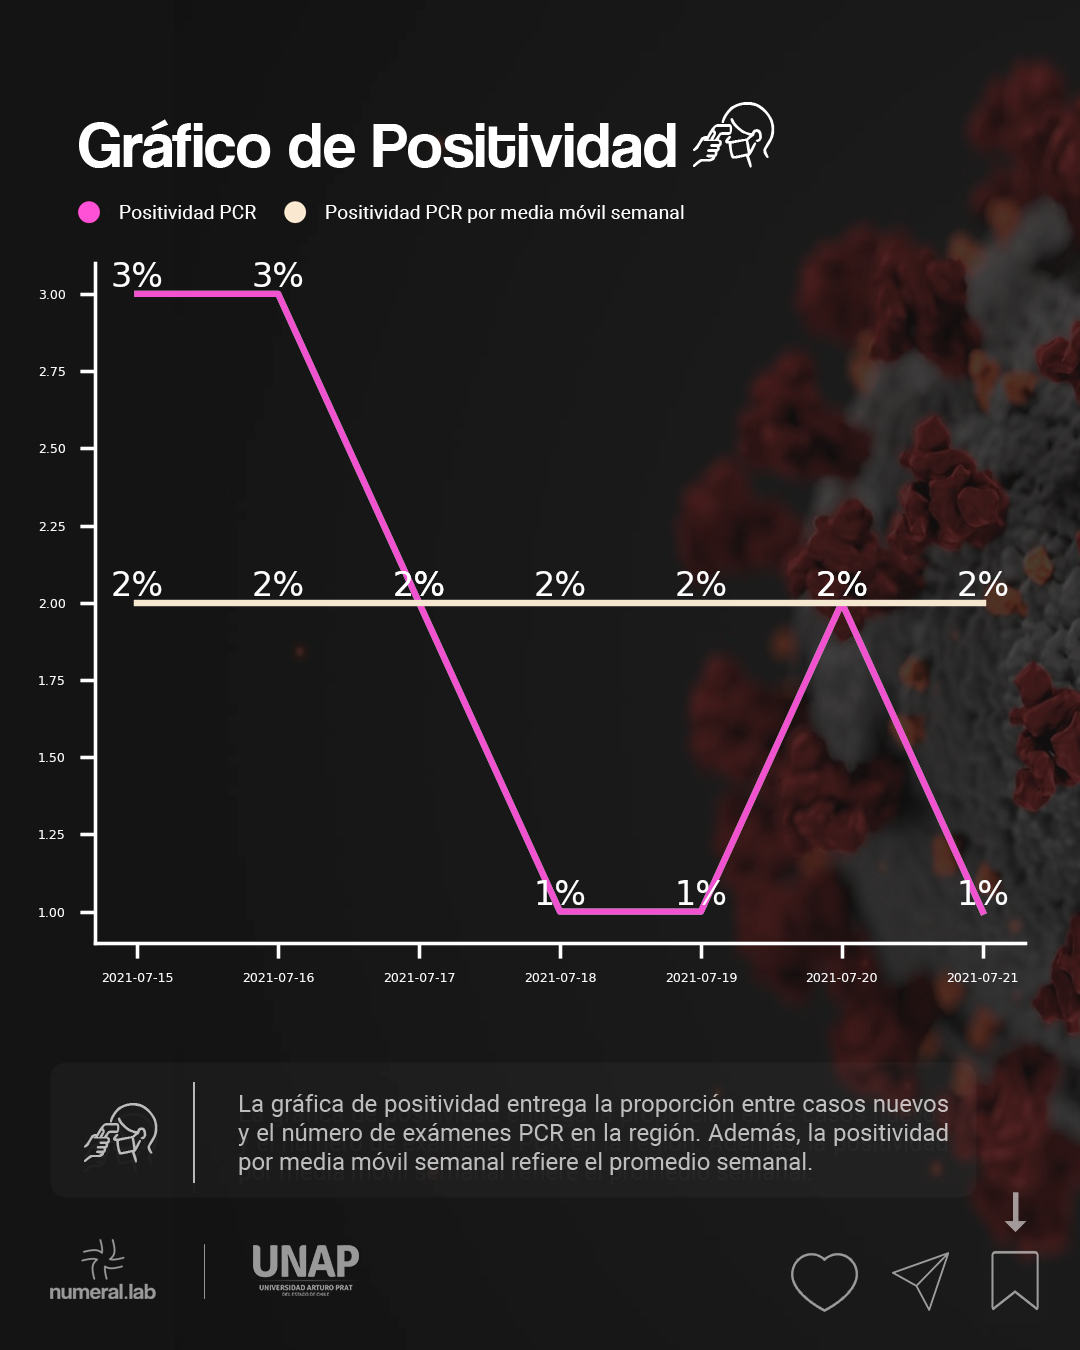 Gráfico de Positividad
Positividad PCR
Positividad PCR por media móvil semanal
3% 3%
3.00
2.75
2.50
2.25
2% 2% 2% 2% 2% 2% 2%
2.00
1.75
1.50
1.25
1% 1% 1%
1.00
2021-07-15 2021-07-16 2021-07-17 2021-07-18 2021-07-19 2021-07-20 2021-07-21
La gráfica de positividad entrega la proporción entre casos nuevos
y el número de exámenes PCR en la región. Además, la positividad
por media móvil semanal refiere el promedio semanal.
numeral.lab
UNAP
UNIVERSIDAD ARTURO PRAT
DEL ESTADO DE CHILE